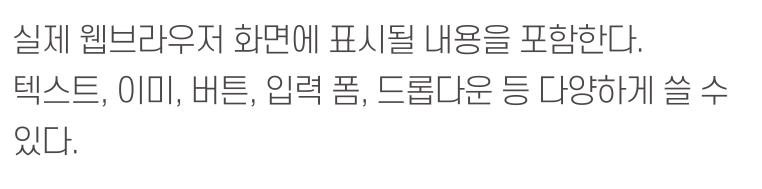 실제 웹브라우저 화면에 표시될 내용을 포함한다.
텍스트, 이미, 버튼, 입력 폼, 드롭다운 등 다양하게 쓸 수
있다.